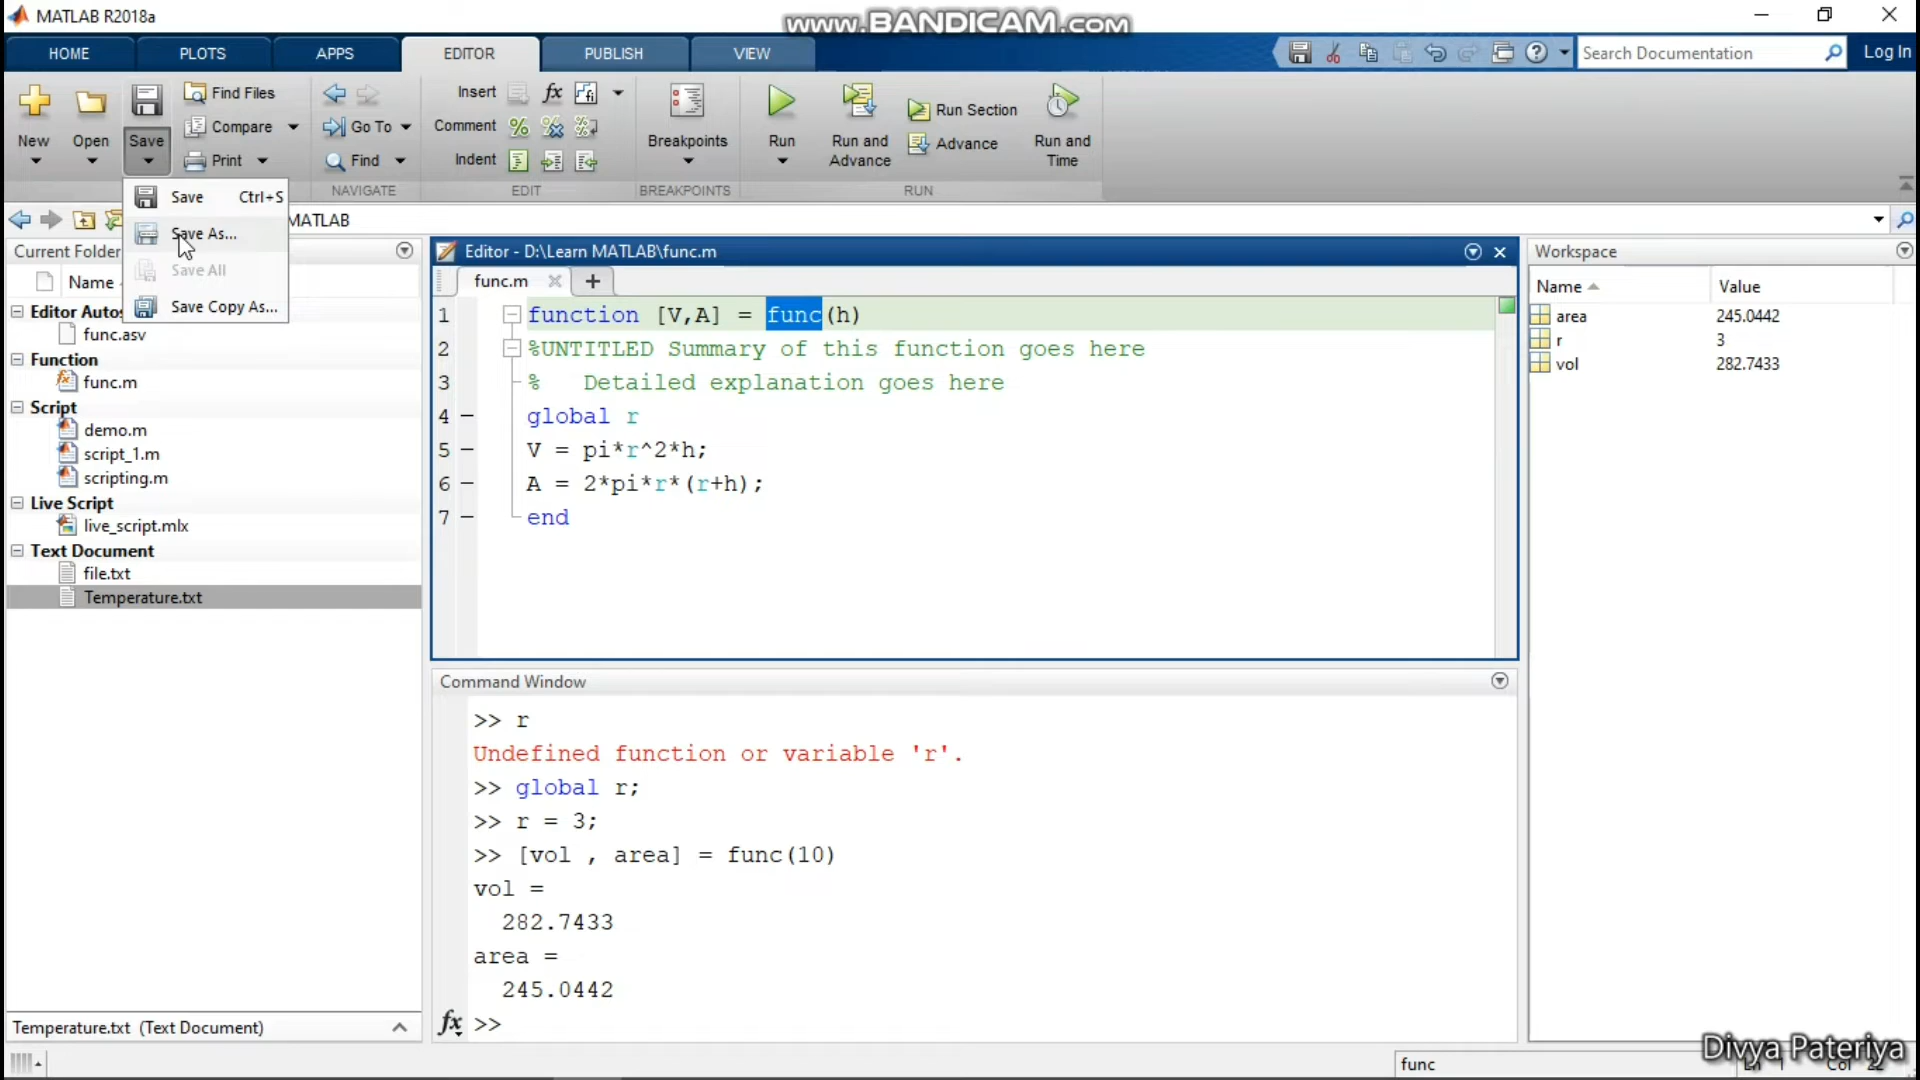 MATLAB R2018a
www.BANDICAM.com
HOME
PLOTS
APPS
EDITOR
PUBLISH
VIEW
Search Documentation
Log In
New
Open
Save
Find Files
Compare
Print
Go To
Find
NAVIGATE
Insert
Comment
Indent
EDIT
Breakpoints
BREAKPOINTS
Run
Run and
Advance
Run Section
Advance
Run and
Time
RUN
Save Ctrl+S
Save As...
Save All
Save Copy As...
MATLAB
Current Folder
Name
func.asv
Function
func.m
Script
demo.m
script_1.m
scripting.m
Live Script
live_script.mlx
Text Document
file.txt
Temperature.txt
Temperature.txt (Text Document)
Editor - D:\Learn MATLAB\func.m
func.m
1 function [V,A] = func(h)
2 %UNTITLED Summary of this function goes here
3 % Detailed explanation goes here
4 – global r
5 – V = pi*r^2*h;
6 – A = 2*pi*r*(r+h);
7 – end
Command Window
>> r
Undefined function or variable 'r'.
>> global r;
>> r = 3;
>> [vol , area] = func(10)
vol =
282.7433
area =
245.0442
fx >>
Workspace
Name Value
area 245.0442
r 3
vol 282.7433
func
Divya Pateriya